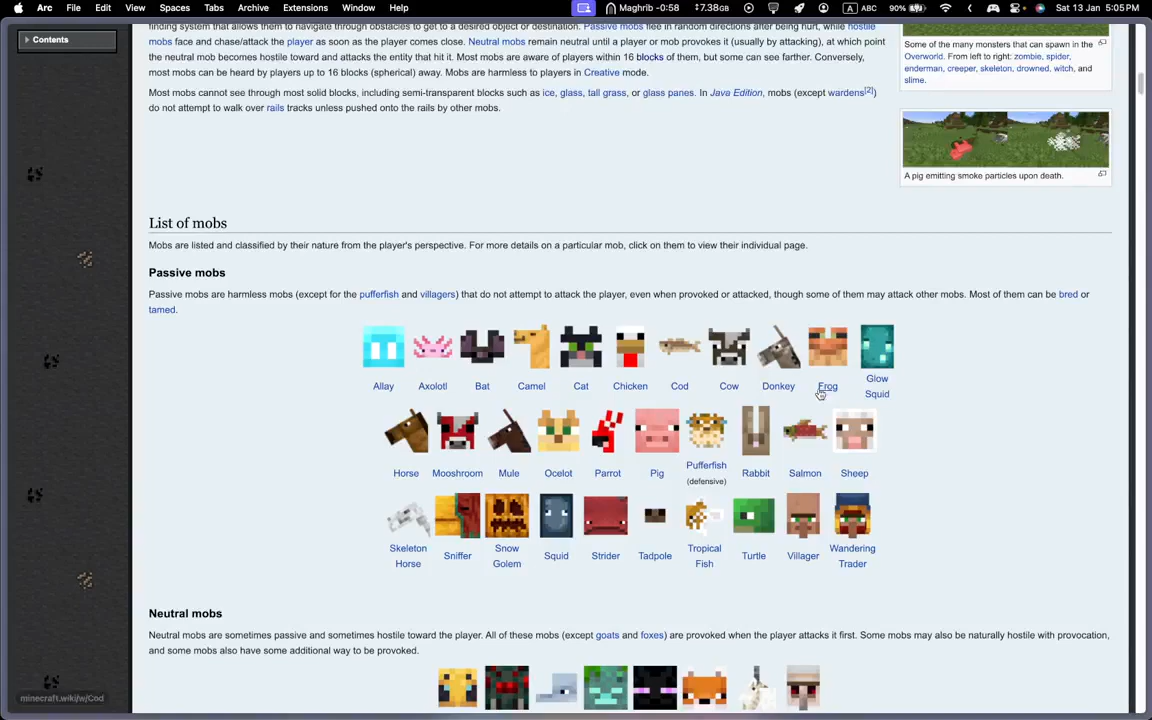 Arc File Edit View Spaces Tabs Archive Extensions Window Help Maghrib -0:58 7.38GB A ABC 90% Sat 13 Jan 5:05 PM
Contents
finding system that allows them to navigate through obstacles to get to a desired object or destination. Passive mobs flee in random directions after being hurt, while hostile
mobs face and chase/attack the player as soon as the player comes close. Neutral mobs remain neutral until a player or mob provokes it (usually by attacking), at which point
the neutral mob becomes hostile toward and attacks the entity that hit it. Most mobs are aware of players within 16 blocks of them, but some can see farther. Conversely,
most mobs can be heard by players up to 16 blocks (spherical) away. Mobs are harmless to players in Creative mode.
Most mobs cannot see through most solid blocks, including semi-transparent blocks such as ice, glass, tall grass, or glass panes. In Java Edition, mobs (except wardens[2])
do not attempt to walk over rails tracks unless pushed onto the rails by other mobs.
Some of the many monsters that can spawn in the
Overworld. From left to right: zombie, spider,
enderman, creeper, skeleton, drowned, witch, and
slime.
A pig emitting smoke particles upon death.
List of mobs
Mobs are listed and classified by their nature from the player's perspective. For more details on a particular mob, click on them to view their individual page.
Passive mobs
Passive mobs are harmless mobs (except for the pufferfish and villagers) that do not attempt to attack the player, even when provoked or attacked, though some of them may attack other mobs. Most of them can be bred or
tamed.
Allay Axolotl Bat Camel Cat Chicken Cod Cow Donkey Frog Glow
Squid
Horse Mooshroom Mule Ocelot Parrot Pig Pufferfish Rabbit Salmon Sheep
(defensive)
Skeleton Sniffer Snow Squid Strider Tadpole Tropical Turtle Villager Wandering
Horse Golem Fish Trader
Neutral mobs
Neutral mobs are sometimes passive and sometimes hostile toward the player. All of these mobs (except goats and foxes) are provoked when the player attacks it first. Some mobs may also be naturally hostile with provocation,
and some mobs also have some additional way to be provoked.
minecraft.wiki/w/Cod